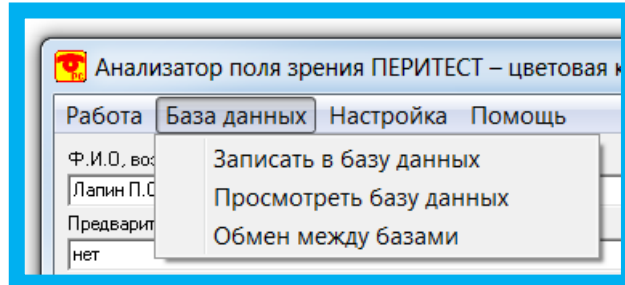 Анализатор поля зрения ПЕРИТЕСТ – цветовая
Работа База данных Настройка Помощь
Ф.И.О, воз
Записать в базу данных
Лапин П.
Просмотреть базу данных
Предварит
Обмен между базами
нет